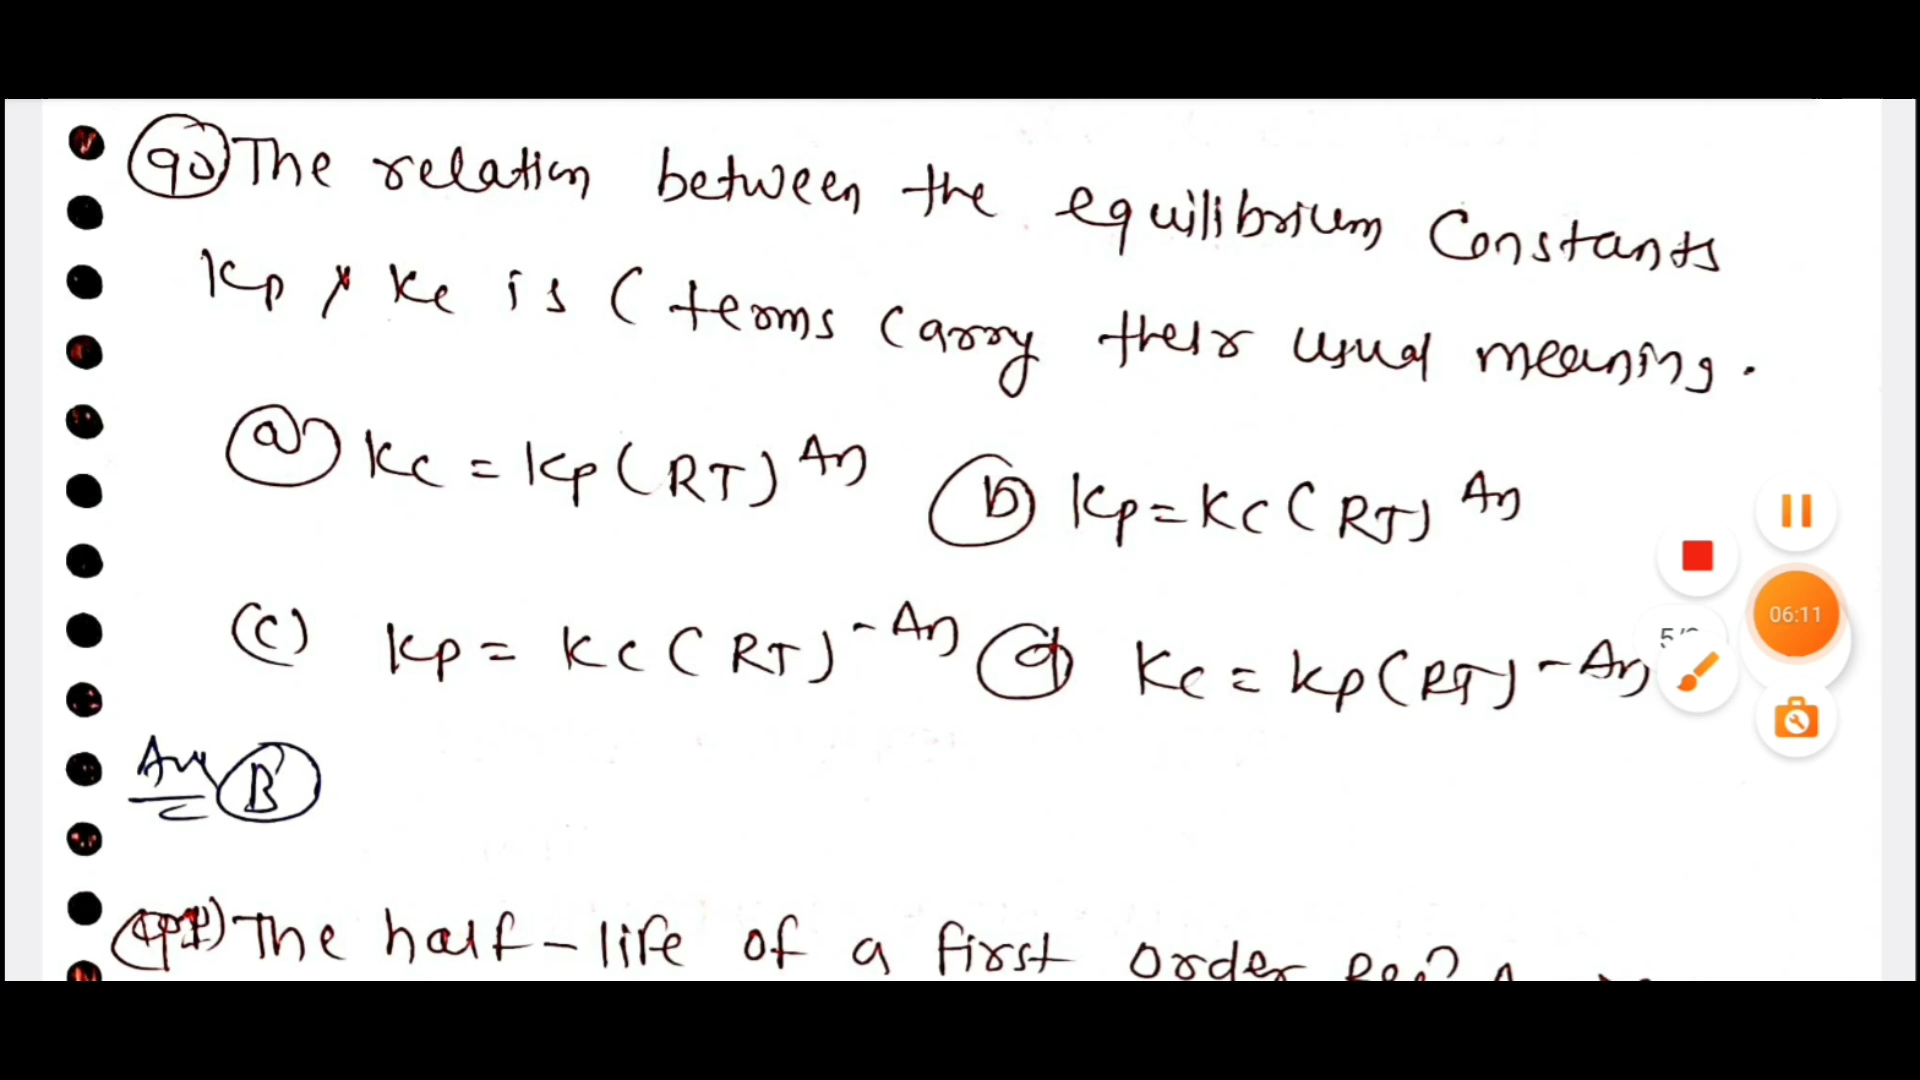 90 The relation between the equilibrium Constants
Kp & Kc is ( terms carry their usual meaning.
a) Kc = Kp (RT) Δn b) Kp = Kc (RT) Δn
(c) Kp = Kc (RT) - Δn d) Kc = Kp (RT) - Δn
Ans B
The half-life of a first order
06:11